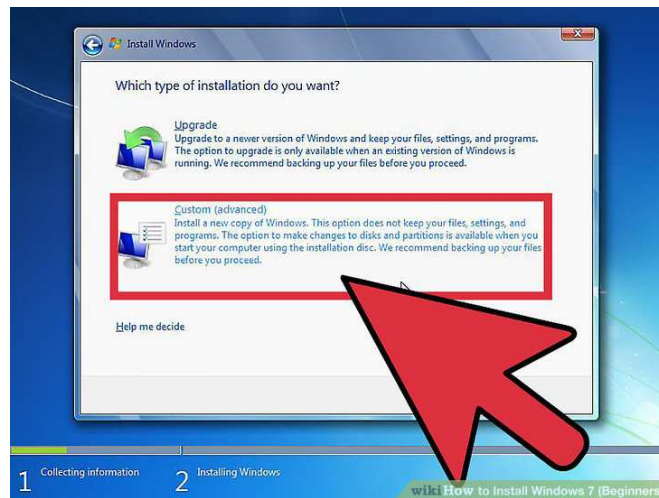 Install Windows
Which type of installation do you want?
Upgrade
Upgrade to a newer version of Windows and keep your files, settings, and programs.
The option to upgrade is only available when an existing version of Windows is
running. We recommend backing up your files before you proceed.
Custom (advanced)
Install a new copy of Windows. This option does not keep your files, settings, and
programs. The option to make changes to disks and partitions is available when you
start your computer using the installation disc. We recommend backing up your files
before you proceed.
Help me decide
1 Collecting information
2 Installing Windows
wikiHow to Install Windows 7 (Beginners